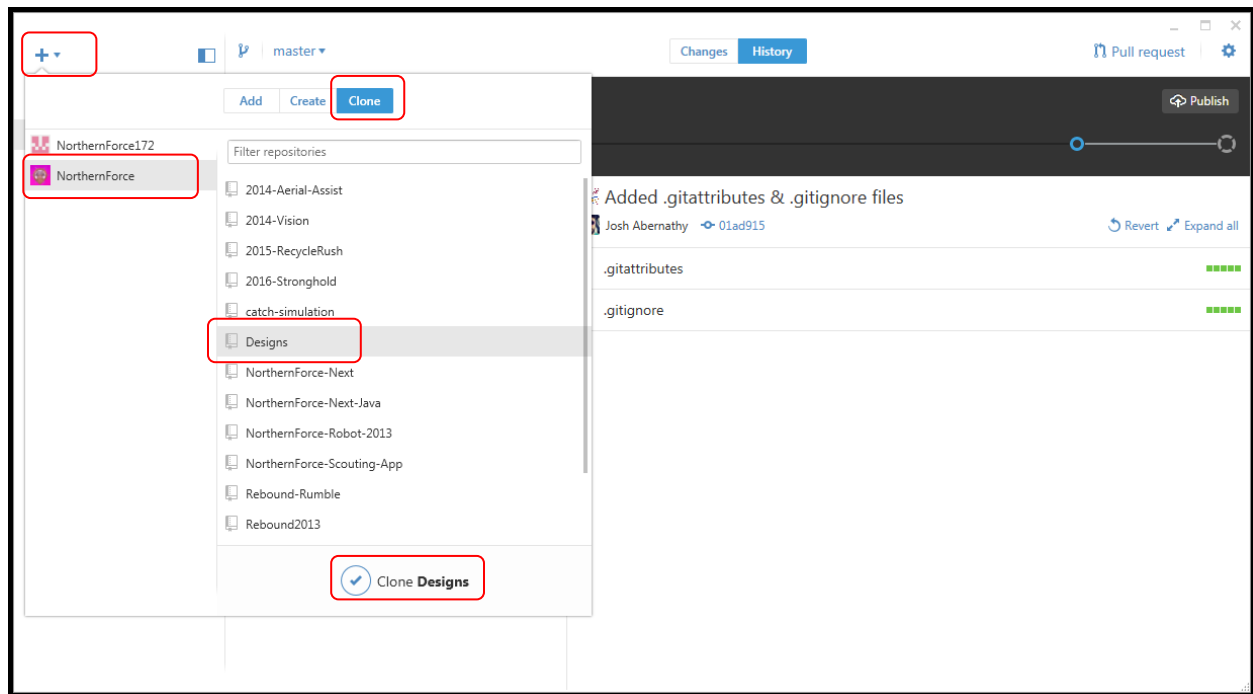 master
Changes
History
Pull request
Add
Create
Clone
Publish
NorthernForce172
NorthernForce
Filter repositories
2014-Aerial-Assist
2014-Vision
2015-RecycleRush
2016-Stronghold
catch-simulation
Designs
NorthernForce-Next
NorthernForce-Next-Java
NorthernForce-Robot-2013
NorthernForce-Scouting-App
Rebound-Rumble
Rebound2013
Clone Designs
Added .gitattributes & .gitignore files
Josh Abernathy
01ad915
Revert
Expand all
.gitattributes
.gitignore